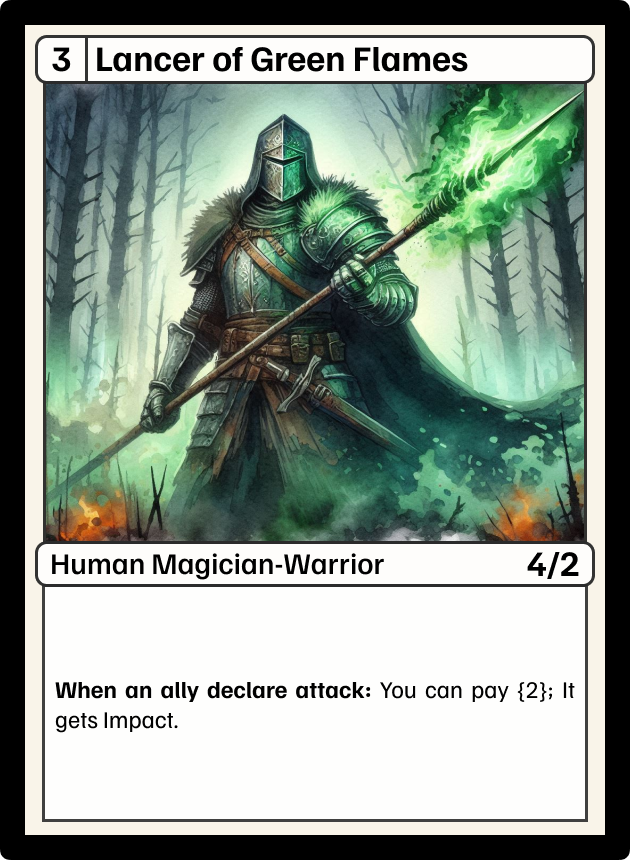 3 Lancer of Green Flames
Human Magician-Warrior 4/2
When an ally declare attack: You can pay {2}; It
gets Impact.